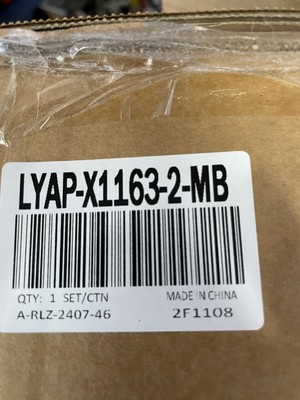 LYAP-X1163-2-MB
QTY: 1 SET/CTN MADE IN CHINA
A-RLZ-2407-46 2F1108